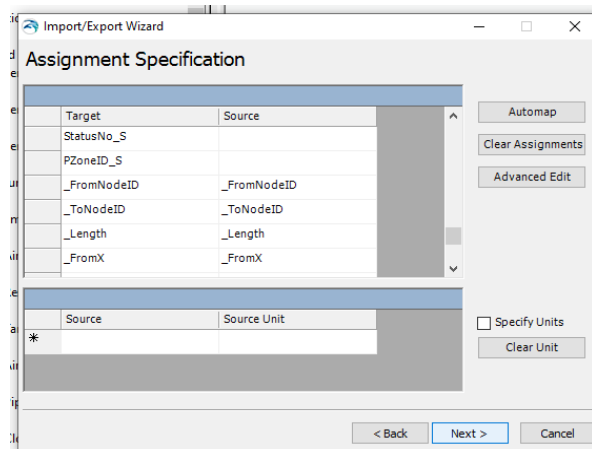 Import/Export Wizard
Assignment Specification
Target Source
StatusNo_S
PZoneID_S
_FromNodeID _FromNodeID
_ToNodeID _ToNodeID
_Length _Length
_FromX _FromX
Automap
Clear Assignments
Advanced Edit
Source Source Unit
*
Specify Units
Clear Unit
< Back Next > Cancel